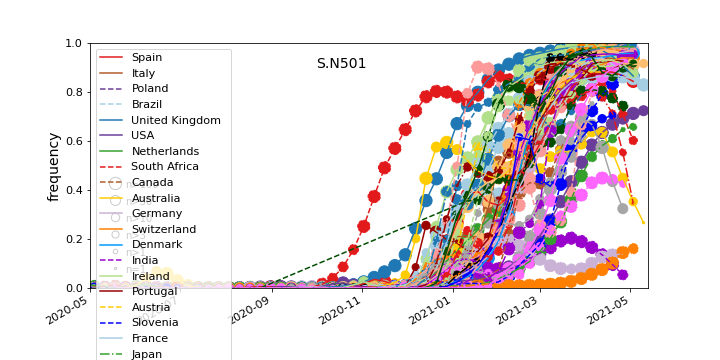 S.N501
frequency
1.0
0.8
0.6
0.4
0.2
0.0
2020-05
2020-09
2020-11
2021-01
2021-03
2021-05
Spain
Italy
Poland
Brazil
United Kingdom
USA
Netherlands
South Africa
Canada
Australia
Germany
Switzerland
Denmark
India
Ireland
Portugal
Austria
Slovenia
France
Japan